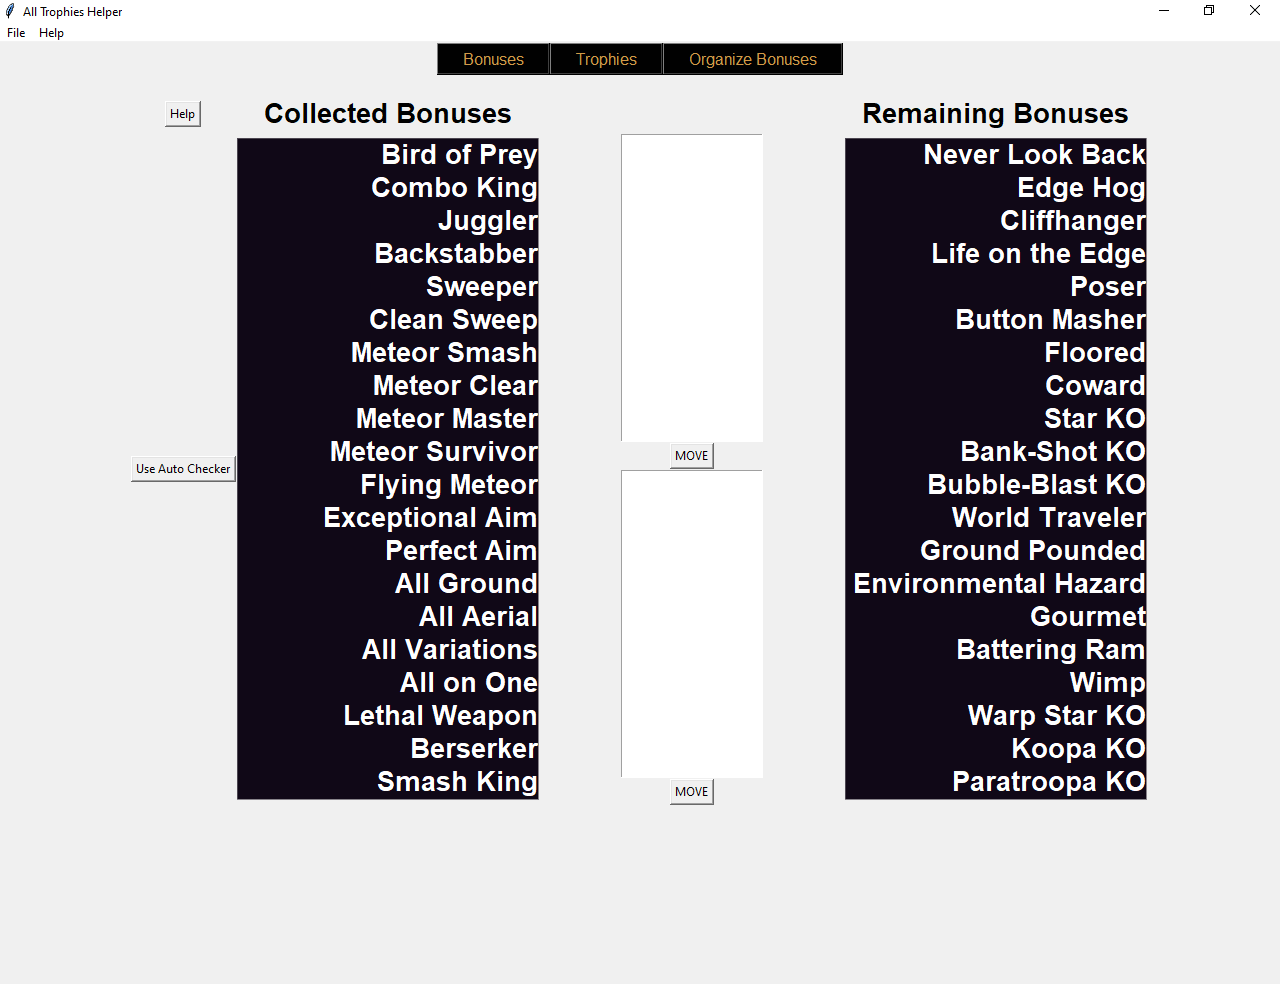 All Trophies Helper
File Help
Bonuses Trophies Organize Bonuses
Help
Collected Bonuses
Bird of Prey
Combo King
Juggler
Backstabber
Sweeper
Clean Sweep
Meteor Smash
Meteor Clear
Meteor Master
Meteor Survivor
Flying Meteor
Exceptional Aim
Perfect Aim
All Ground
All Aerial
All Variations
All on One
Lethal Weapon
Berserker
Smash King
Use Auto Checker
MOVE
MOVE
Remaining Bonuses
Never Look Back
Edge Hog
Cliffhanger
Life on the Edge
Poser
Button Masher
Floored
Coward
Star KO
Bank-Shot KO
Bubble-Blast KO
World Traveler
Ground Pounded
Environmental Hazard
Gourmet
Battering Ram
Wimp
Warp Star KO
Koopa KO
Paratroopa KO